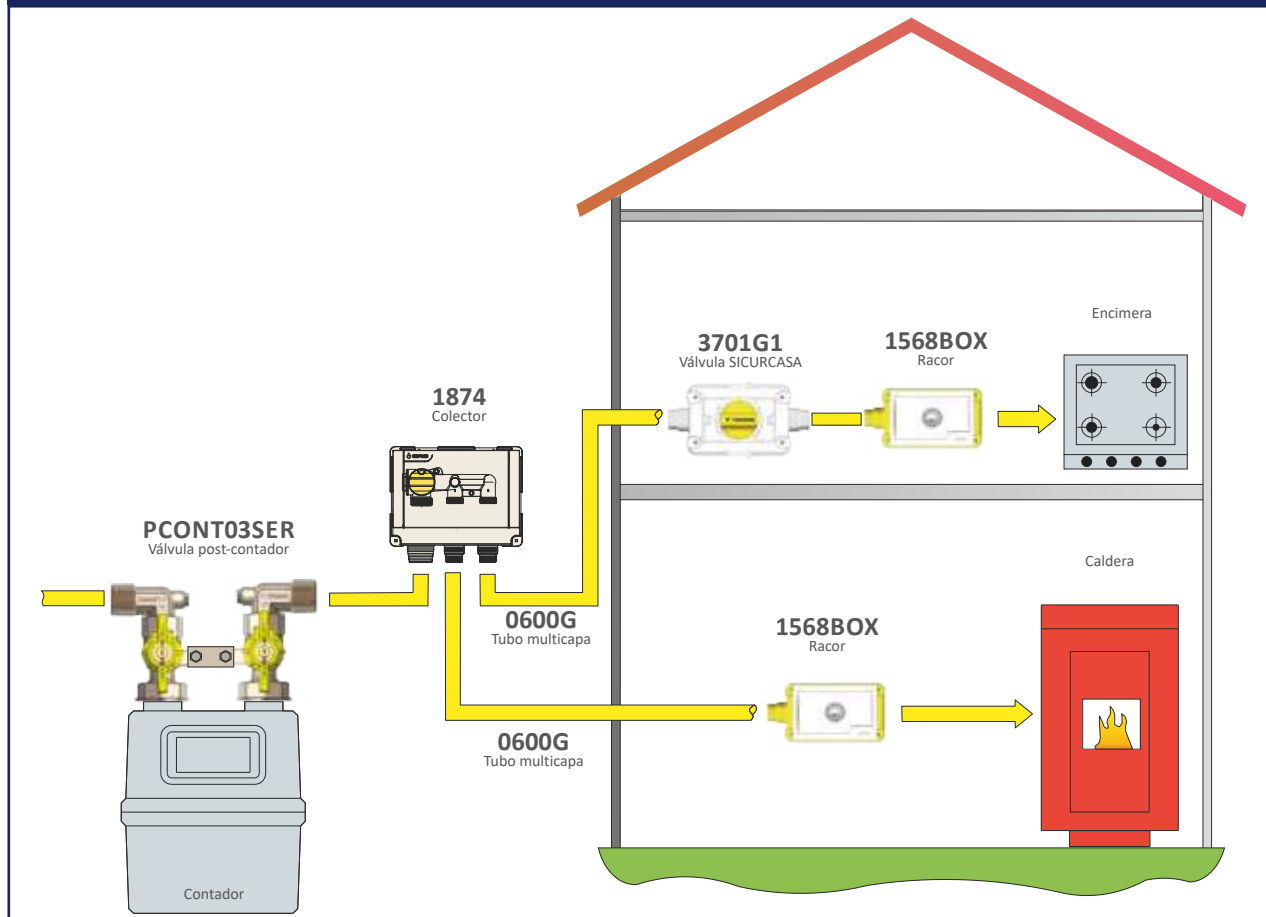 Encimera
3701G1
Válvula SICURCASA
1568BOX
Racor
1874
Colector
PCONT03SER
Válvula post-contador
0600G
Tubo multicapa
Caldera
1568BOX
Racor
0600G
Tubo multicapa
Contador